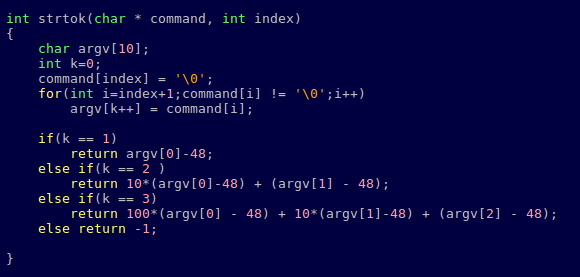 int strtok(char * command, int index)
{
    char argv[10];
    int k=0;
    command[index] = '\0';
    for(int i=index+1;command[i] != '\0';i++)
        argv[k++] = command[i];

    if(k == 1)
        return argv[0]-48;
    else if(k == 2 )
        return 10*(argv[0]-48) + (argv[1] - 48);
    else if(k == 3)
        return 100*(argv[0] - 48) + 10*(argv[1]-48) + (argv[2] - 48);
    else return -1;

}